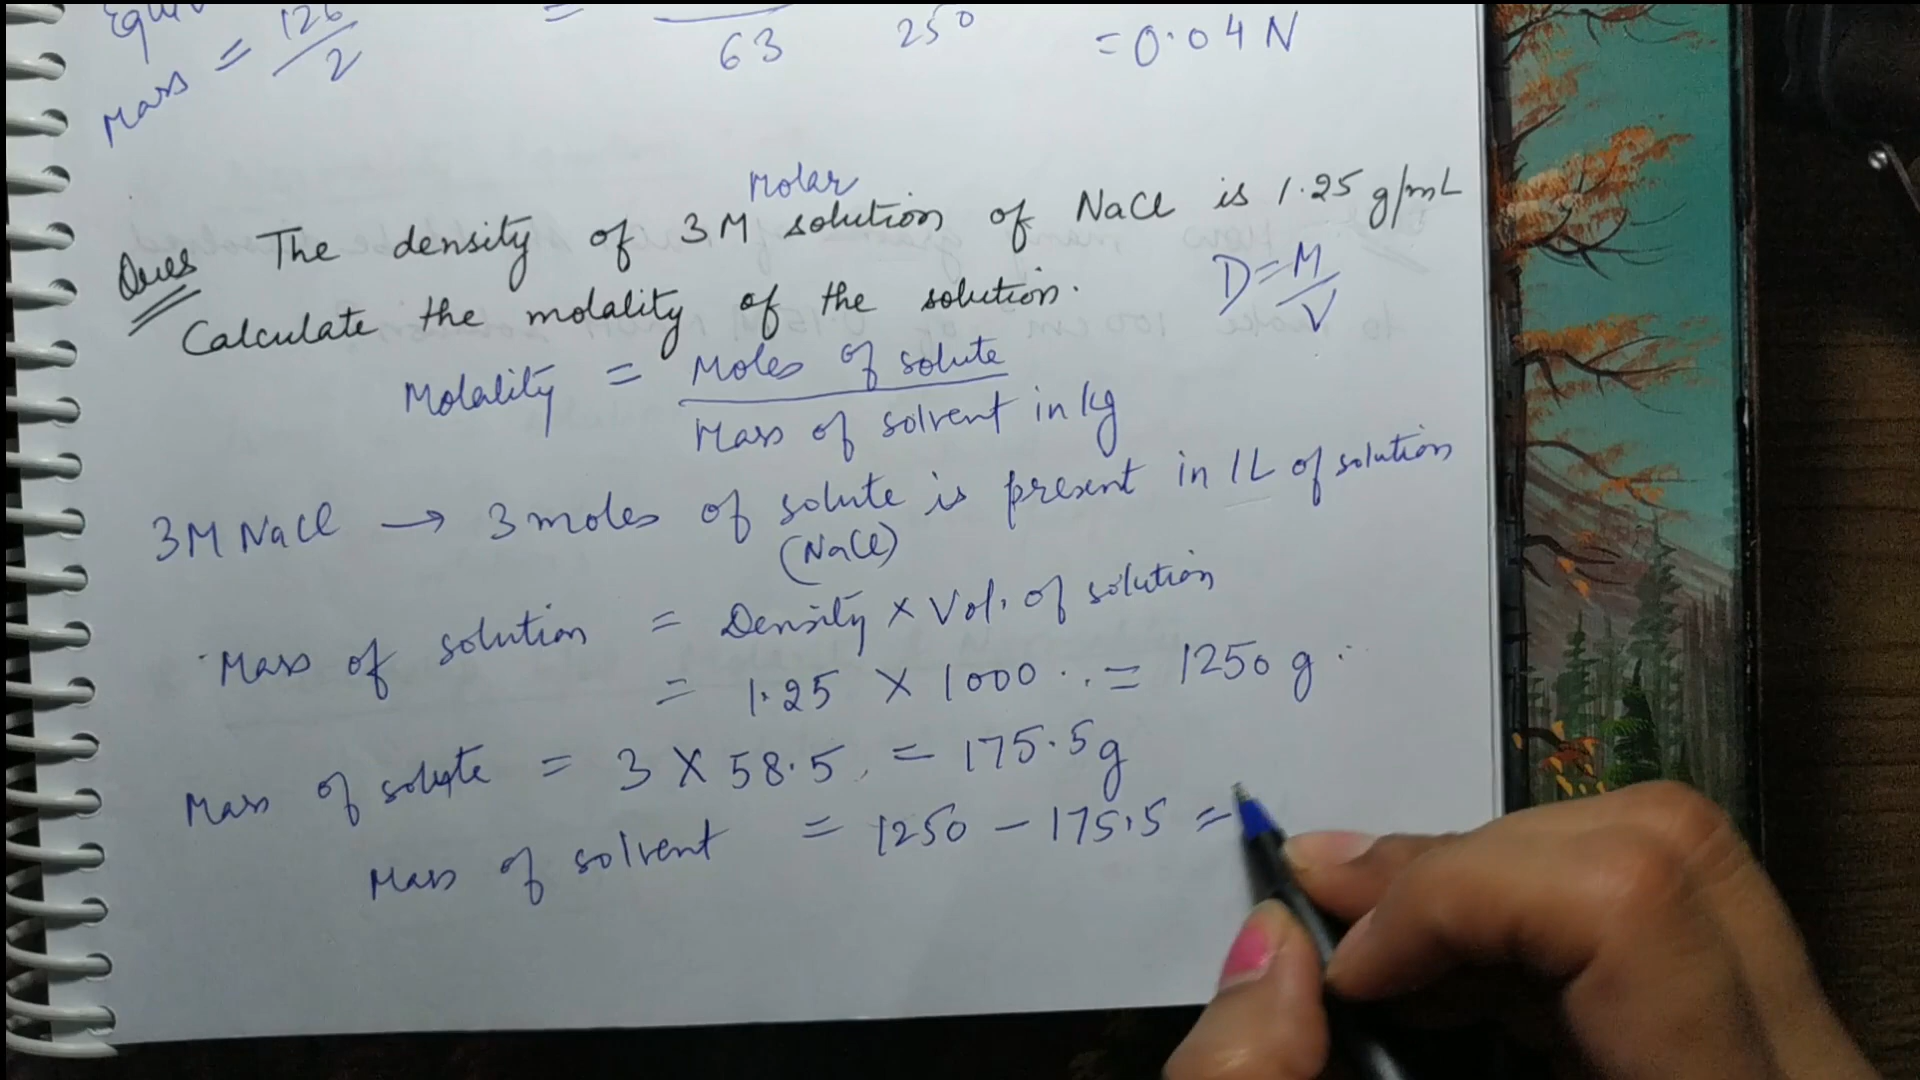 Mass = 126/2
=
63
250
= 0.04 N
Molar
Ques The density of 3M solution of NaCl is 1.25 g/mL
Calculate the molality of the solution.
D = M/V
Molality = Moles of solute / Mass of solvent in kg
3M NaCl → 3 moles of solute is present in 1L of solution
(NaCl)
Mass of solution = Density × Vol. of solution
= 1.25 × 1000 = 1250 g
Mass of solute = 3 × 58.5 = 175.5g
Mass of solvent = 1250 - 175.5 =